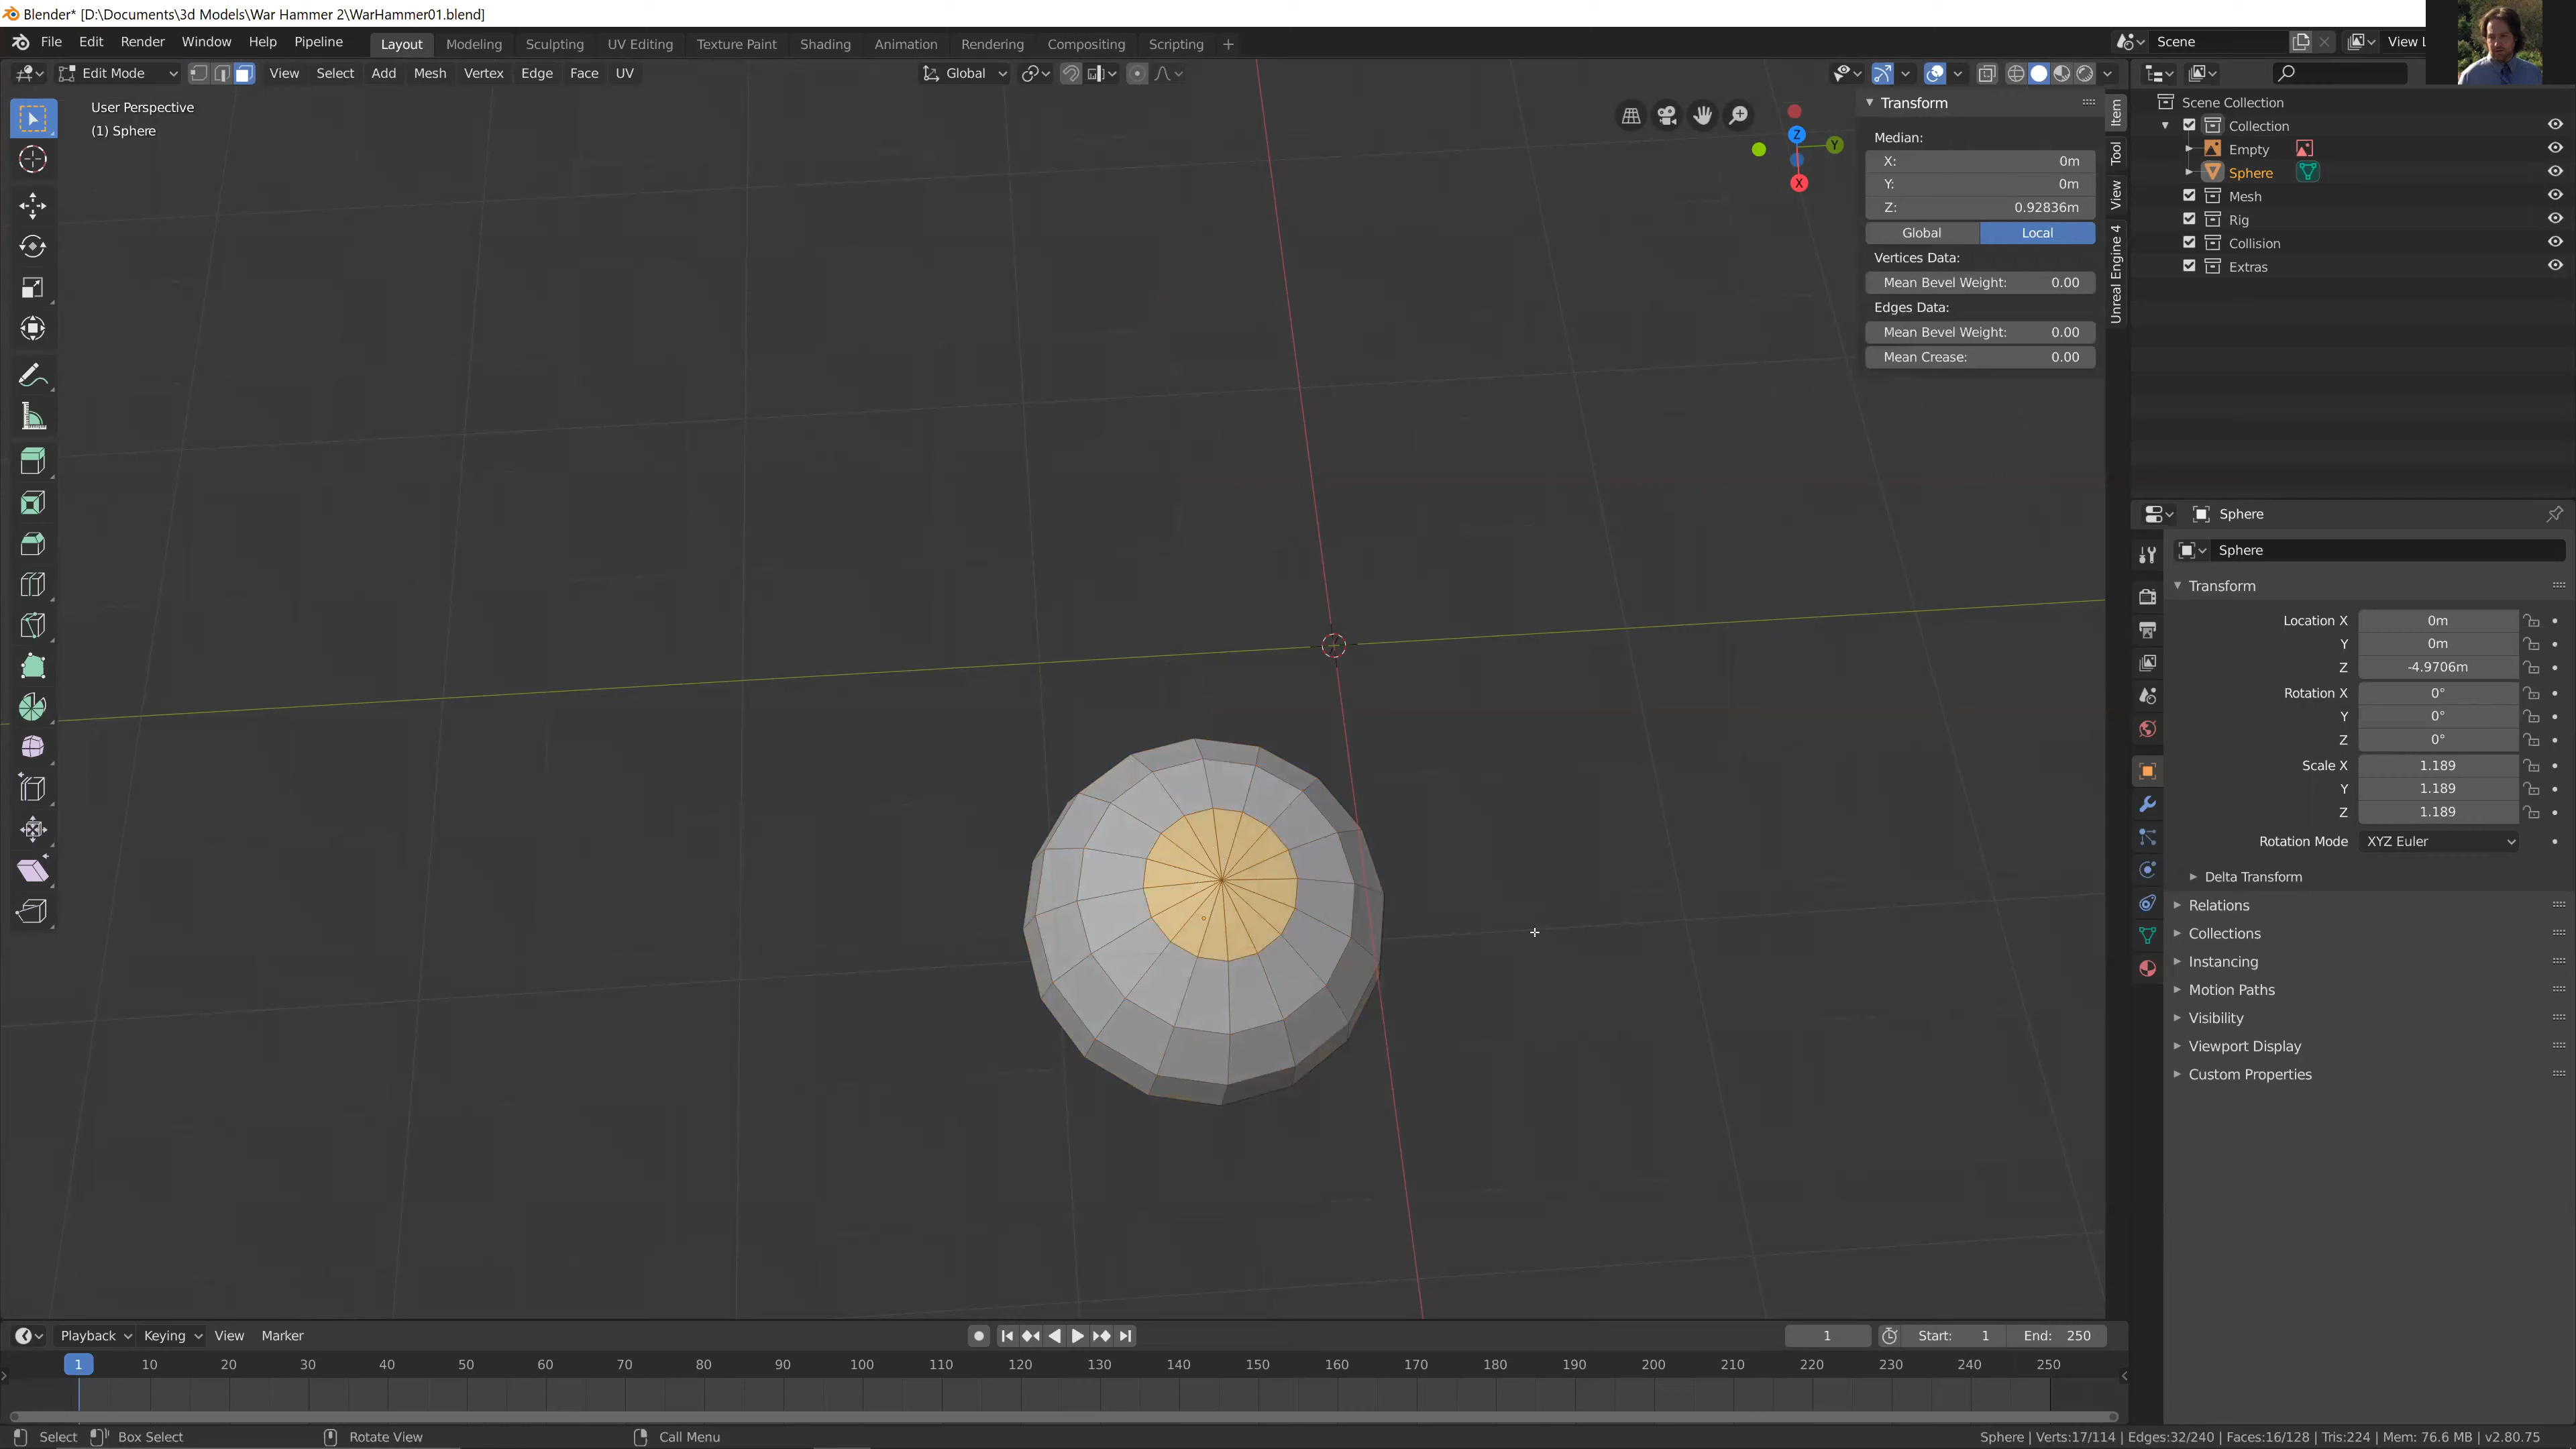 Blender* [D:\Documents\3d Models\War Hammer 2\WarHammer01.blend]
File Edit Render Window Help Pipeline Layout Modeling Sculpting UV Editing Texture Paint Shading Animation Rendering Compositing Scripting + Scene View L
Edit Mode View Select Add Mesh Vertex Edge Face UV Global
User Perspective
(1) Sphere
Z
Y
X
Transform
Median:
X: 0m
Y: 0m
Z: 0.92836m
Global Local
Vertices Data:
Mean Bevel Weight: 0.00
Edges Data:
Mean Bevel Weight: 0.00
Mean Crease: 0.00
Item
Tool
View
Unreal Engine 4
Scene Collection
Collection
Empty
Sphere
Mesh
Rig
Collision
Extras
Sphere
Sphere
Transform
Location X 0m
Y 0m
Z -4.9706m
Rotation X 0°
Y 0°
Z 0°
Scale X 1.189
Y 1.189
Z 1.189
Rotation Mode XYZ Euler
Delta Transform
Relations
Collections
Instancing
Motion Paths
Visibility
Viewport Display
Custom Properties
Playback Keying View Marker 1 Start: 1 End: 250
1 10 20 30 40 50 60 70 80 90 100 110 120 130 140 150 160 170 180 190 200 210 220 230 240 250
Select Box Select Rotate View Call Menu Sphere | Verts:17/114 | Edges:32/240 | Faces:16/128 | Tris:224 | Mem: 76.6 MB | v2.80.75